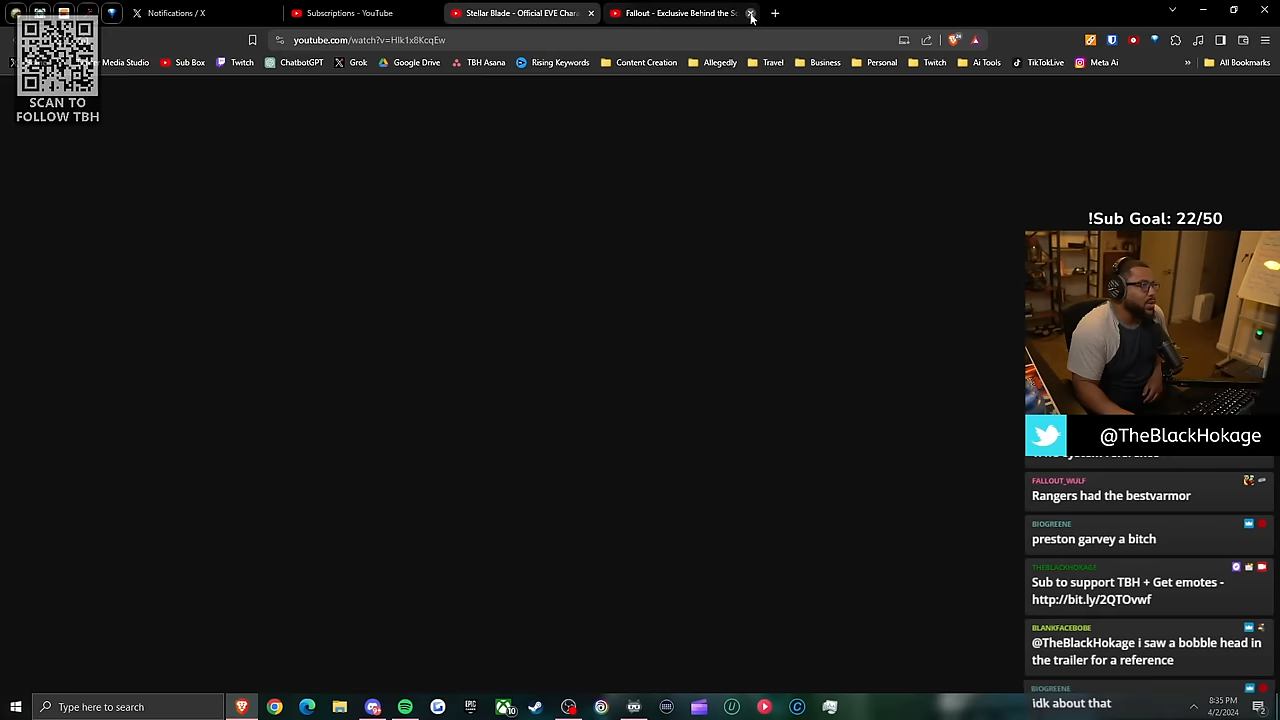 Notifications / X
Subscriptions - YouTube
Stellar Blade - Official EVE Char
Fallout - Exclusive Behind the S
youtube.com/watch?v=HIk1x8KcqEw
Media Studio
Sub Box
Twitch
ChatbotGPT
Grok
Google Drive
TBH Asana
Rising Keywords
Content Creation
Allegedly
Travel
Business
Personal
Twitch
Ai Tools
TikTokLive
Meta Ai
»
All Bookmarks
SCAN TO
FOLLOW TBH
!Sub Goal: 22/50
@TheBlackHokage
FALLOUT_WULF
Rangers had the bestvarmor
BIOGREENE
preston garvey a bitch
THEBLACKHOKAGE
Sub to support TBH + Get emotes -
http://bit.ly/2QTOvwf
BLANKFACEBOBE
@TheBlackHokage i saw a bobble head in
the trailer for a reference
BIOGREENE
idk about that
Type here to search
8:35 PM
4/2/2024